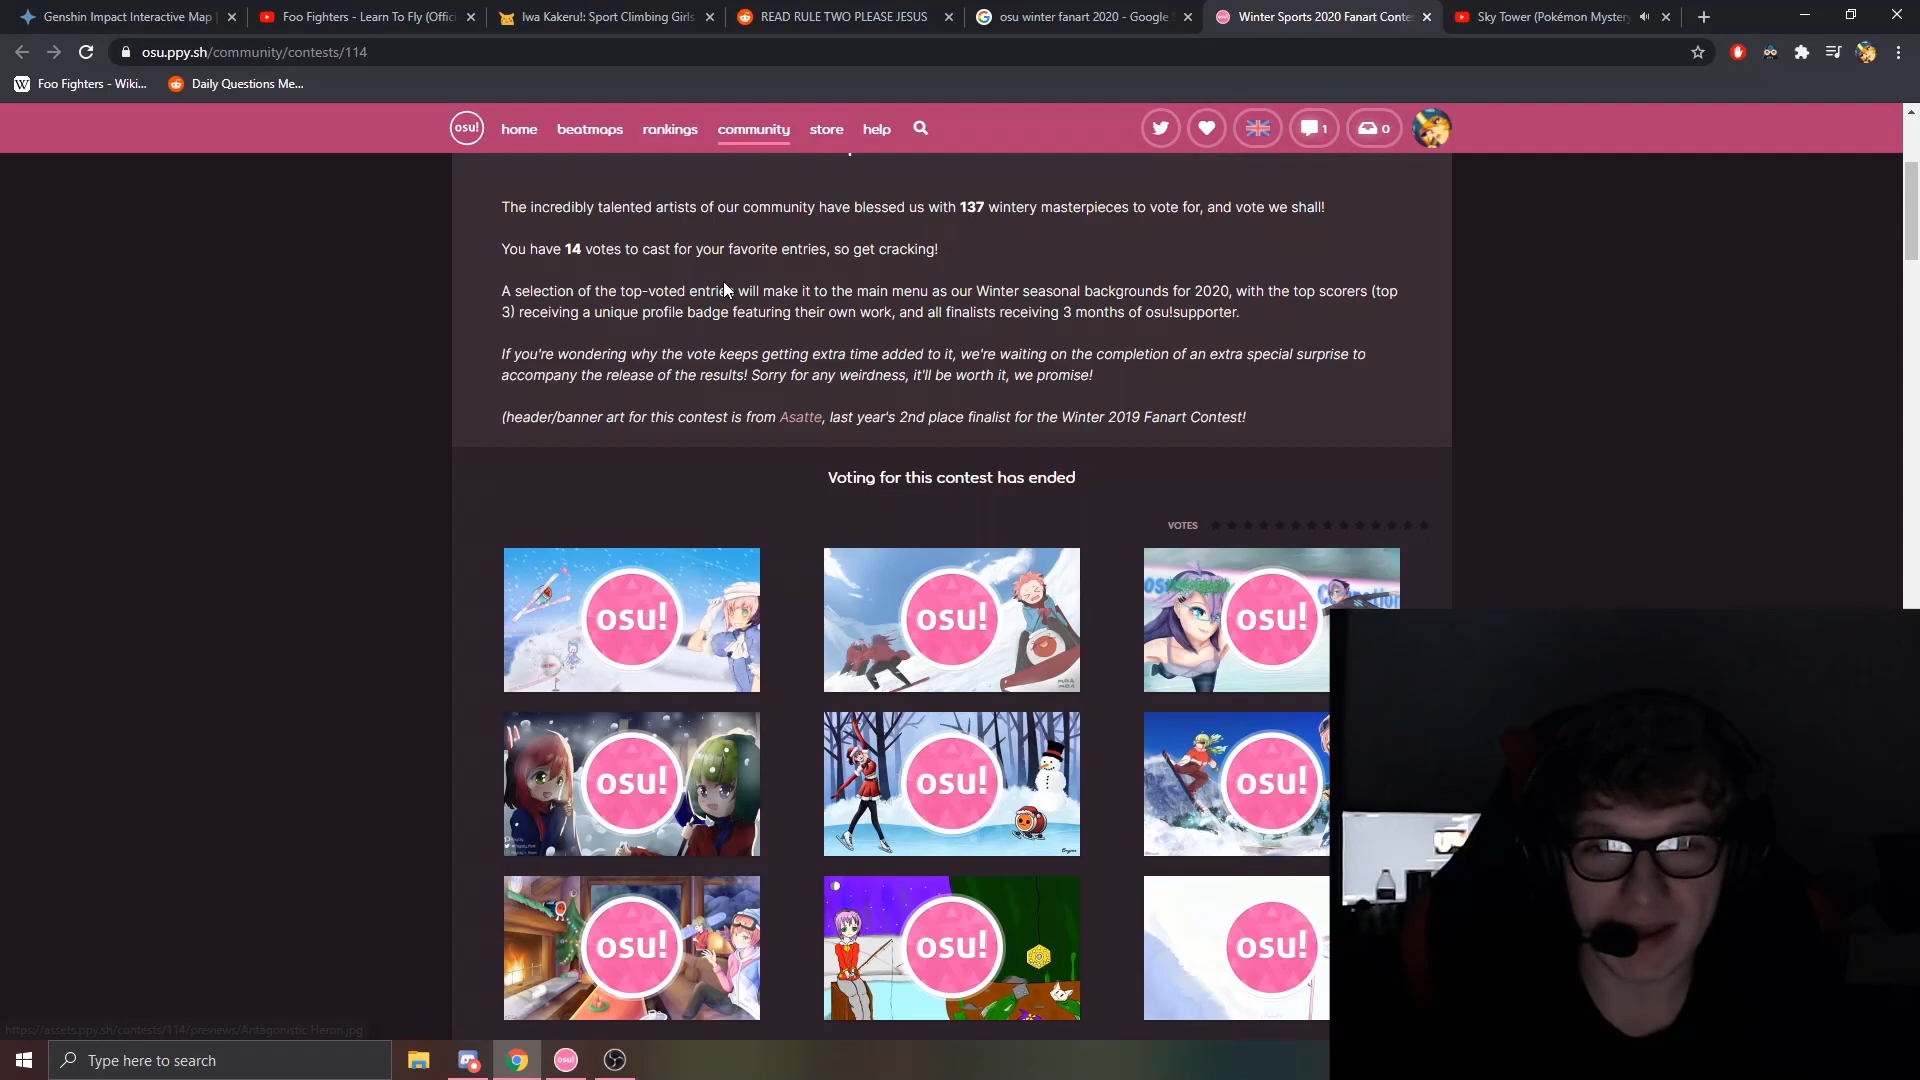 Genshin Impact Interactive Map
Foo Fighters - Learn To Fly (Offici
Iwa Kakeru!: Sport Climbing Girls
READ RULE TWO PLEASE JESUS
osu winter fanart 2020 - Google
Winter Sports 2020 Fanart Conte
Sky Tower (Pokémon Mystery
osu.ppy.sh/community/contests/114
W Foo Fighters - Wiki...
Daily Questions Me...
osu! home beatmaps rankings community store help 1 0
The incredibly talented artists of our community have blessed us with 137 wintery masterpieces to vote for, and vote we shall!
You have 14 votes to cast for your favorite entries, so get cracking!
A selection of the top-voted entries will make it to the main menu as our Winter seasonal backgrounds for 2020, with the top scorers (top
3) receiving a unique profile badge featuring their own work, and all finalists receiving 3 months of osu!supporter.
If you're wondering why the vote keeps getting extra time added to it, we're waiting on the completion of an extra special surprise to
accompany the release of the results! Sorry for any weirdness, it'll be worth it, we promise!
(header/banner art for this contest is from Asatte, last year's 2nd place finalist for the Winter 2019 Fanart Contest!
Voting for this contest has ended
VOTES
osu! osu! osu!
osu! osu! osu!
osu! osu! osu!
https://assets.ppy.sh/contests/114/previews/Antagonistic Heron.jpg
Type here to search
osu!